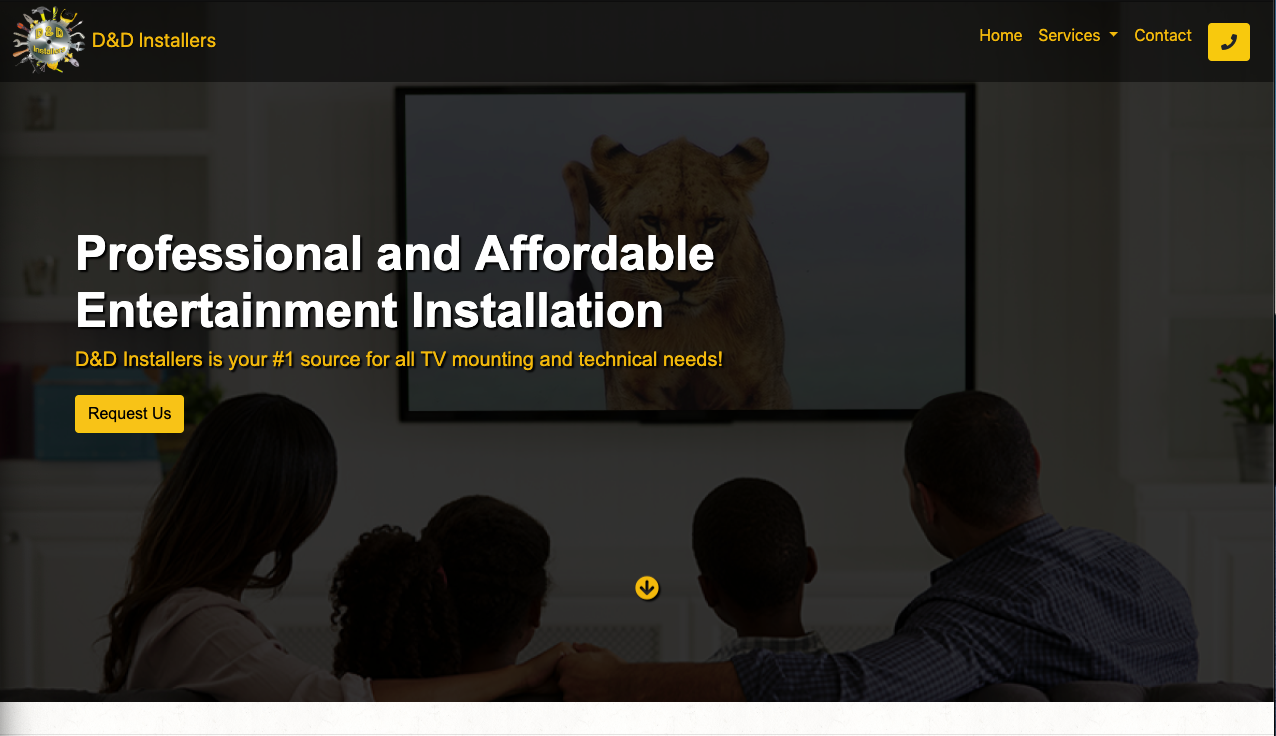 D&D
Installers
D&D Installers
Home
Services
Contact
Professional and Affordable
Entertainment Installation
D&D Installers is your #1 source for all TV mounting and technical needs!
Request Us